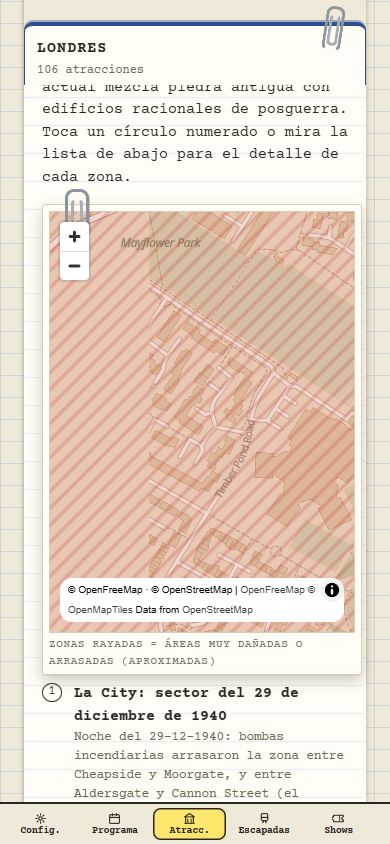 LONDRES
106 atracciones
actual mezcla piedra antigua con
edificios racionales de posguerra.
Toca un círculo numerado o mira la
lista de abajo para el detalle de
cada zona.
Mayflower Park
+
−
Timber Pond Road
© OpenFreeMap · © OpenStreetMap | OpenFreeMap ©
OpenMapTiles Data from OpenStreetMap
ZONAS RAYADAS = ÁREAS MUY DAÑADAS O
ARRASADAS (APROXIMADAS)
1 La City: sector del 29 de
diciembre de 1940
Noche del 29-12-1940: bombas
incendiarias arrasaron la zona entre
Cheapside y Moorgate, y entre
Aldersgate y Cannon Street (el
Config. Programa Atracc. Escapadas Shows